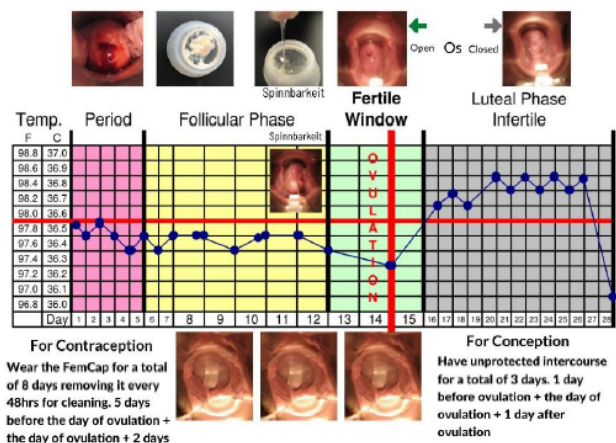 Spinnbarkeit
Open Os Closed
Fertile
Window
Luteal Phase
Infertile
Temp. Period Follicular Phase
F C
Spinnbarkeit
98.8 37.0
98.6 36.9
98.4 36.8
98.2 36.7
98.0 36.6
97.8 36.5
97.6 36.4
97.4 36.3
97.2 36.2
97.0 36.1
96.8 36.0
OVULATION
Day 1 2 3 4 5 6 7 8 9 10 11 12 13 14 15 16 17 18 19 20 21 22 23 24 25 26 27 28
For Contraception
Wear the FemCap for a total
of 8 days removing it every
48hrs for cleaning. 5 days
before the day of ovulation +
the day of ovulation + 2 days
For Conception
Have unprotected intercourse
for a total of 3 days. 1 day
before ovulation + the day of
ovulation + 1 day after
ovulation